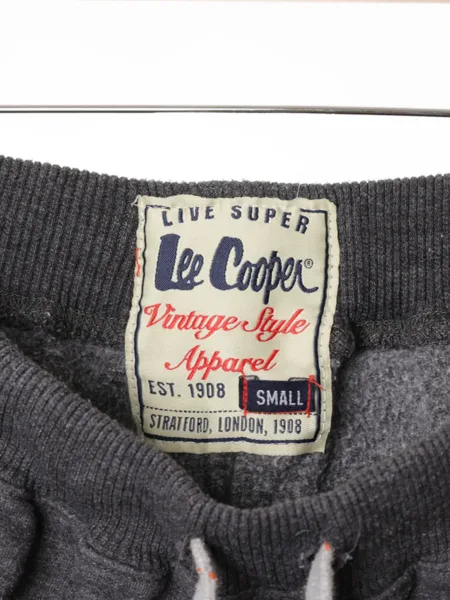 LIVE SUPER
Lee Cooper®
Vintage Style
Apparel
EST. 1908 SMALL
STRATFORD, LONDON, 1908